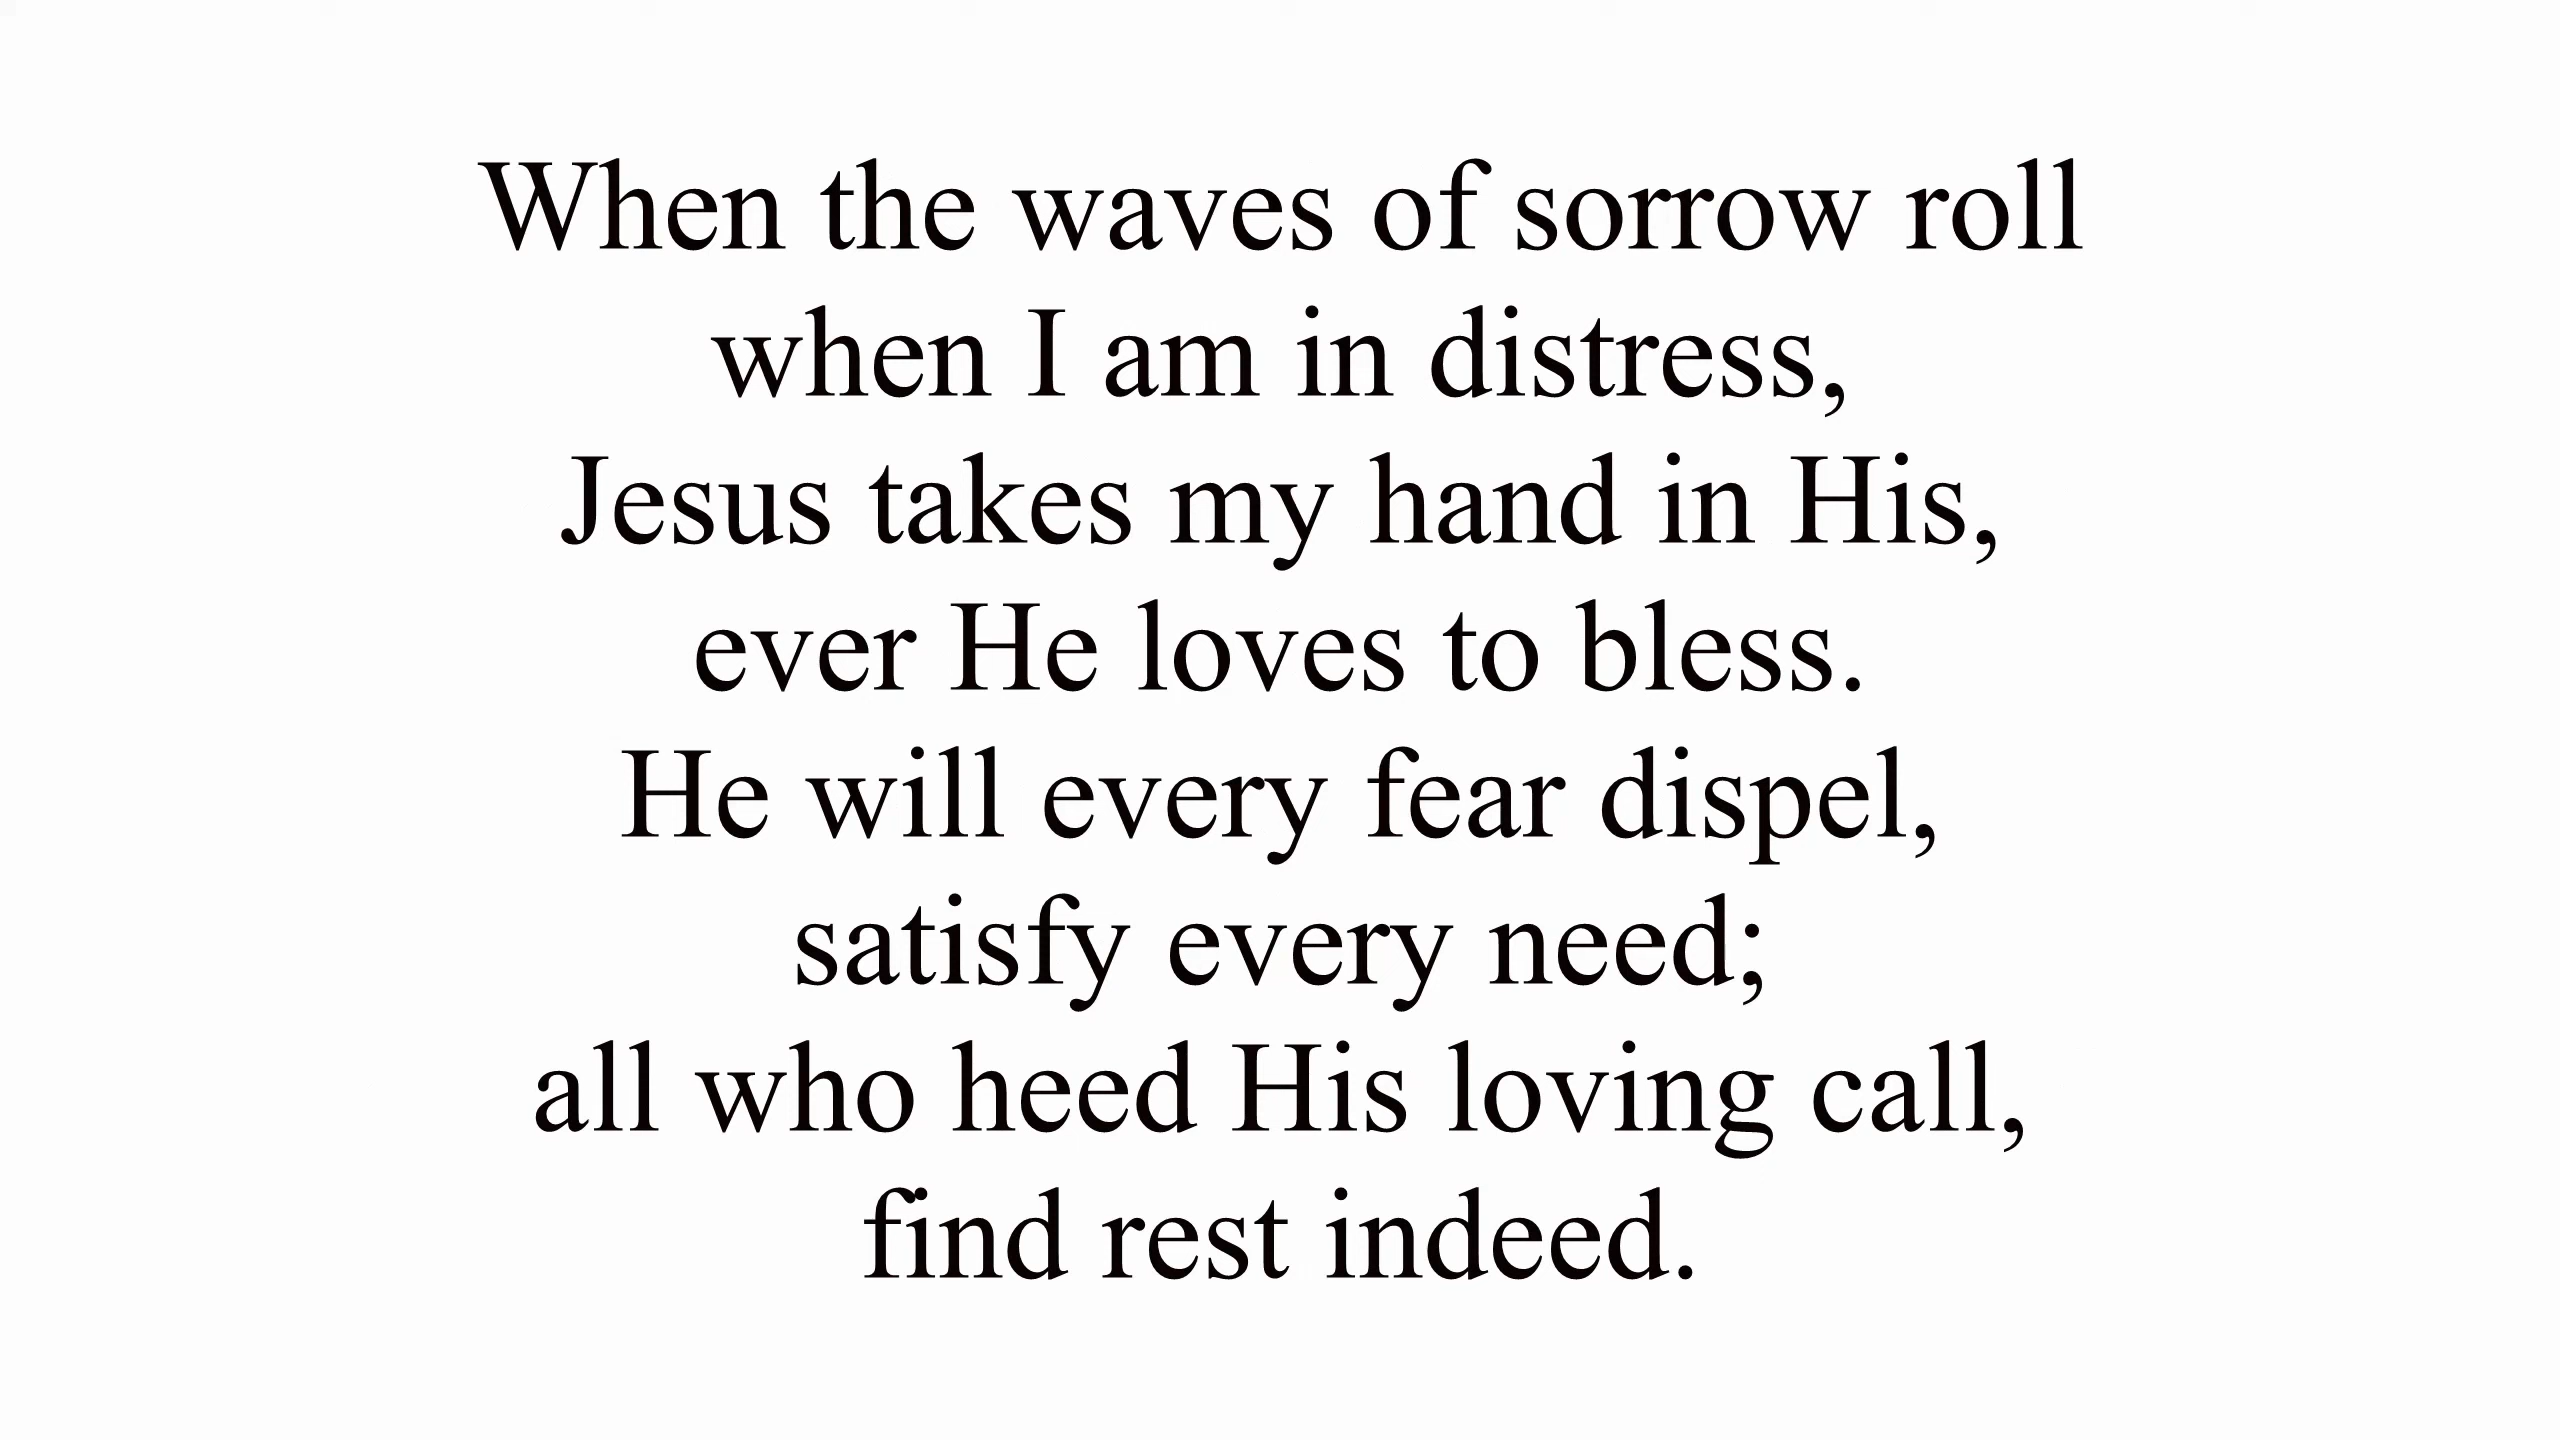 When the waves of sorrow roll
when I am in distress,
Jesus takes my hand in His,
ever He loves to bless.
He will every fear dispel,
satisfy every need;
all who heed His loving call,
find rest indeed.